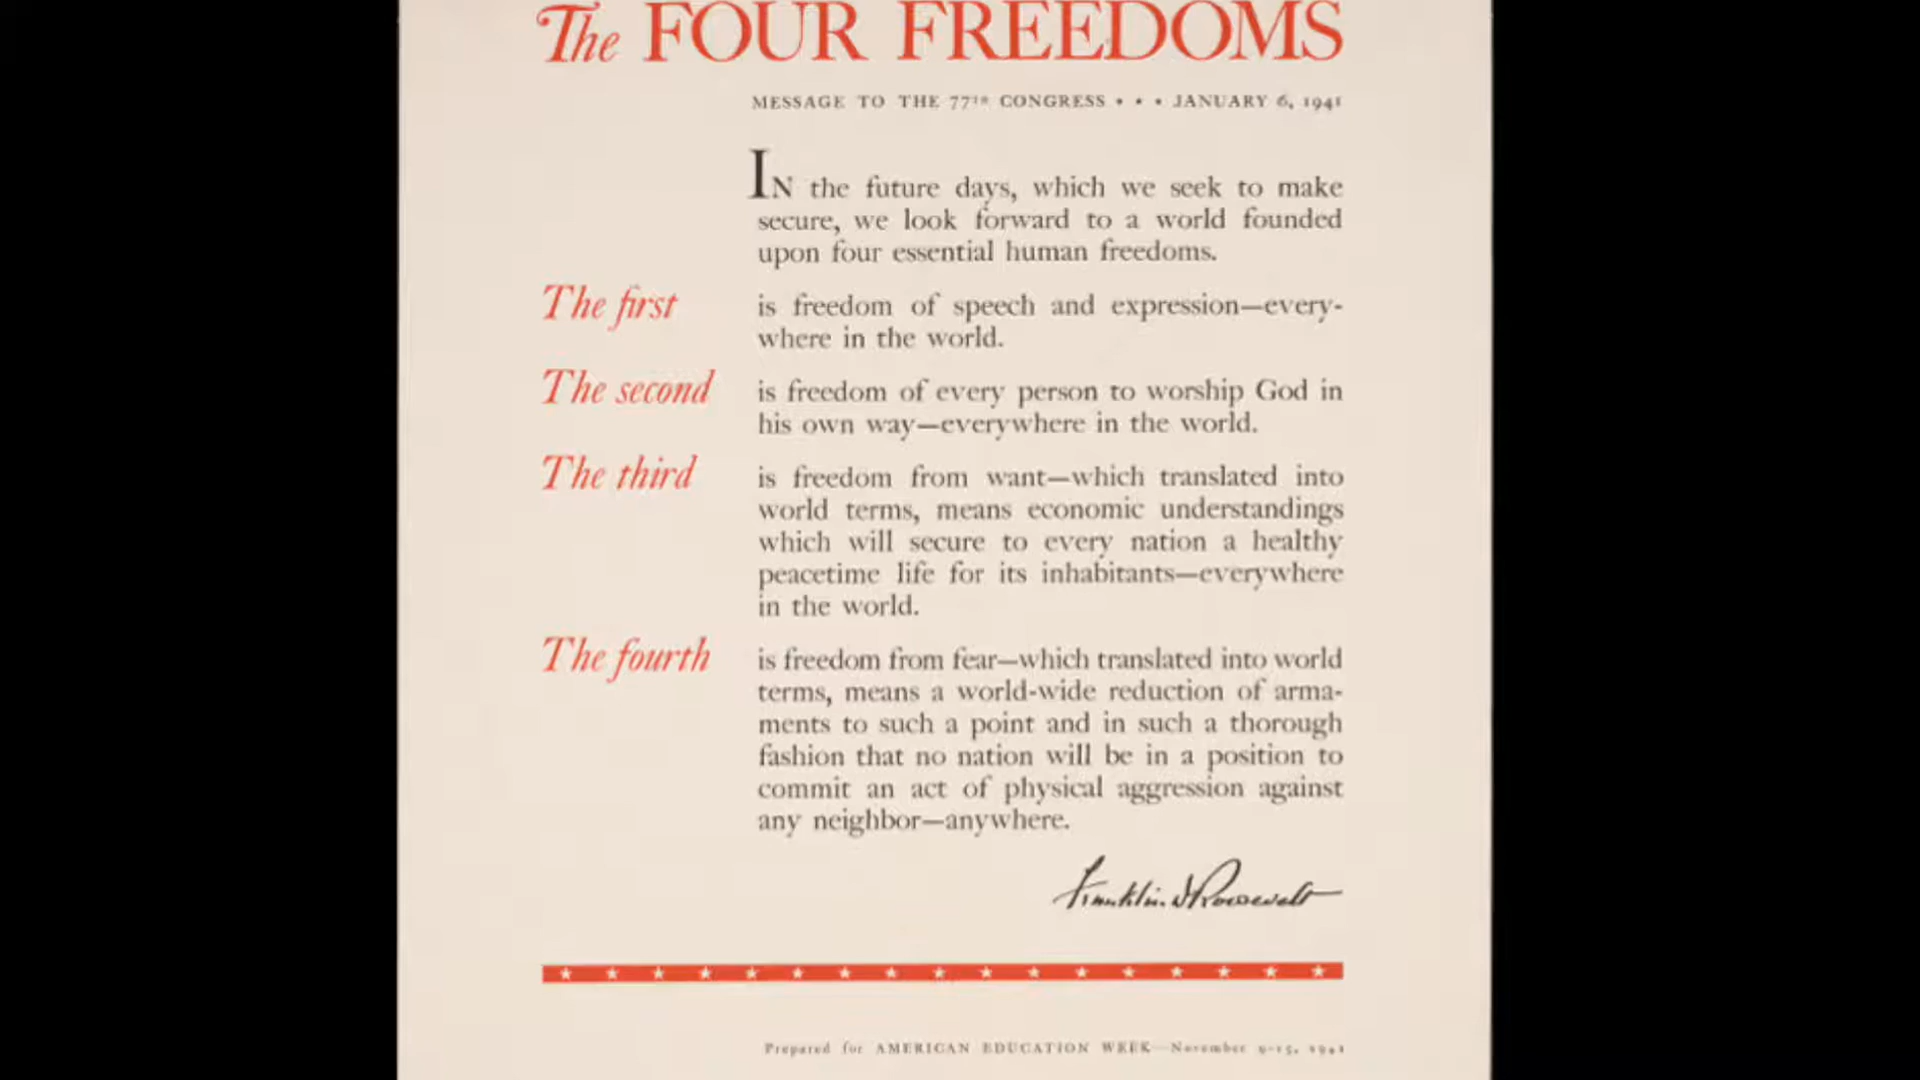 The FOUR FREEDOMS
MESSAGE TO THE 77TH CONGRESS • • • JANUARY 6, 1941
IN the future days, which we seek to make
secure, we look forward to a world founded
upon four essential human freedoms.
The first is freedom of speech and expression—every-
where in the world.
The second is freedom of every person to worship God in
his own way—everywhere in the world.
The third is freedom from want—which translated into
world terms, means economic understandings
which will secure to every nation a healthy
peacetime life for its inhabitants—everywhere
in the world.
The fourth is freedom from fear—which translated into world
terms, means a world-wide reduction of arma-
ments to such a point and in such a thorough
fashion that no nation will be in a position to
commit an act of physical aggression against
any neighbor—anywhere.
Franklin D Roosevelt
Prepared for AMERICAN EDUCATION WEEK—November 9-15, 1941